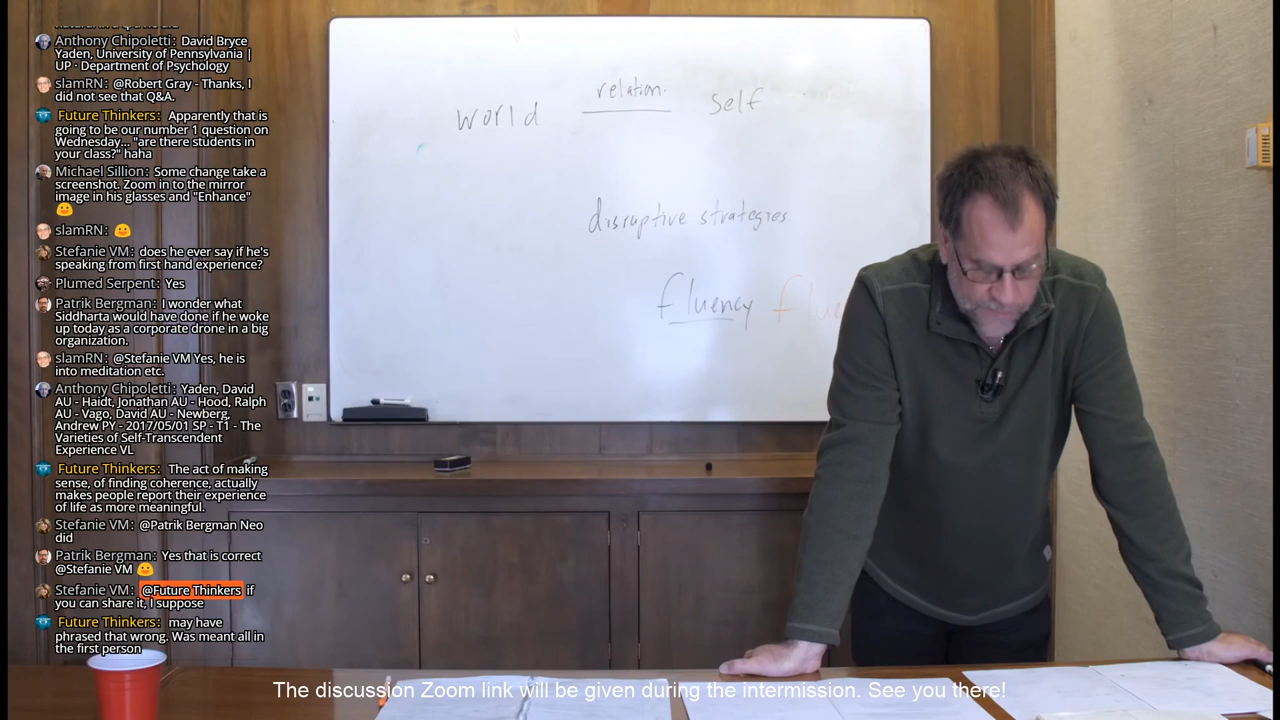 Anthony Chipoletti: David Bryce
Yaden, University of Pennsylvania |
UP · Department of Psychology
slamRN: @Robert Gray - Thanks, I
did not see that Q&A.
Future Thinkers: Apparently that is
going to be our number 1 question on
Wednesday... "are there students in
your class?" haha
Michael Sillion: Some change take a
screenshot. Zoom in to the mirror
image in his glasses and "Enhance"
slamRN:
Stefanie VM: does he ever say if he's
speaking from first hand experience?
Plumed Serpent: Yes
Patrik Bergman: I wonder what
Siddharta would have done if he woke
up today as a corporate drone in a big
organization.
slamRN: @Stefanie VM Yes, he is
into meditation etc.
Anthony Chipoletti: Yaden, David
AU - Haidt, Jonathan AU - Hood, Ralph
AU - Vago, David AU - Newberg,
Andrew PY - 2017/05/01 SP - T1 - The
Varieties of Self-Transcendent
Experience VL
Future Thinkers: The act of making
sense, of finding coherence, actually
makes people report their experience
of life as more meaningful.
Stefanie VM: @Patrik Bergman Neo
did
Patrik Bergman: Yes that is correct
@Stefanie VM
Stefanie VM: @Future Thinkers if
you can share it, I suppose
Future Thinkers: may have
phrased that wrong. Was meant all in
the first person
world relation. self
disruptive strategies
fluency flue
The discussion Zoom link will be given during the intermission. See you there!